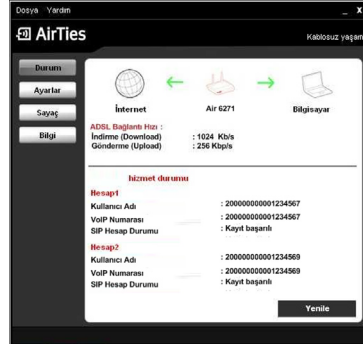 Dosya Yardım
_ X
AirTies
Kablosuz yaşam
Durum
Ayarlar
Sayaç
Bilgi
İnternet
Air 6271
Bilgisayar
ADSL Bağlantı Hızı :
İndirme (Download) : 1024 Kb/s
Gönderme (Upload) : 256 Kbp/s
hizmet durumu
Hesap1
Kullanıcı Adı : 200000000001234567
VoIP Numarası : 200000000001234567
SIP Hesap Durumu : Kayıt başarılı
Hesap2
Kullanıcı Adı : 200000000001234569
VoIP Numarası : 200000000001234569
SIP Hesap Durumu : Kayıt başarılı
Yenile